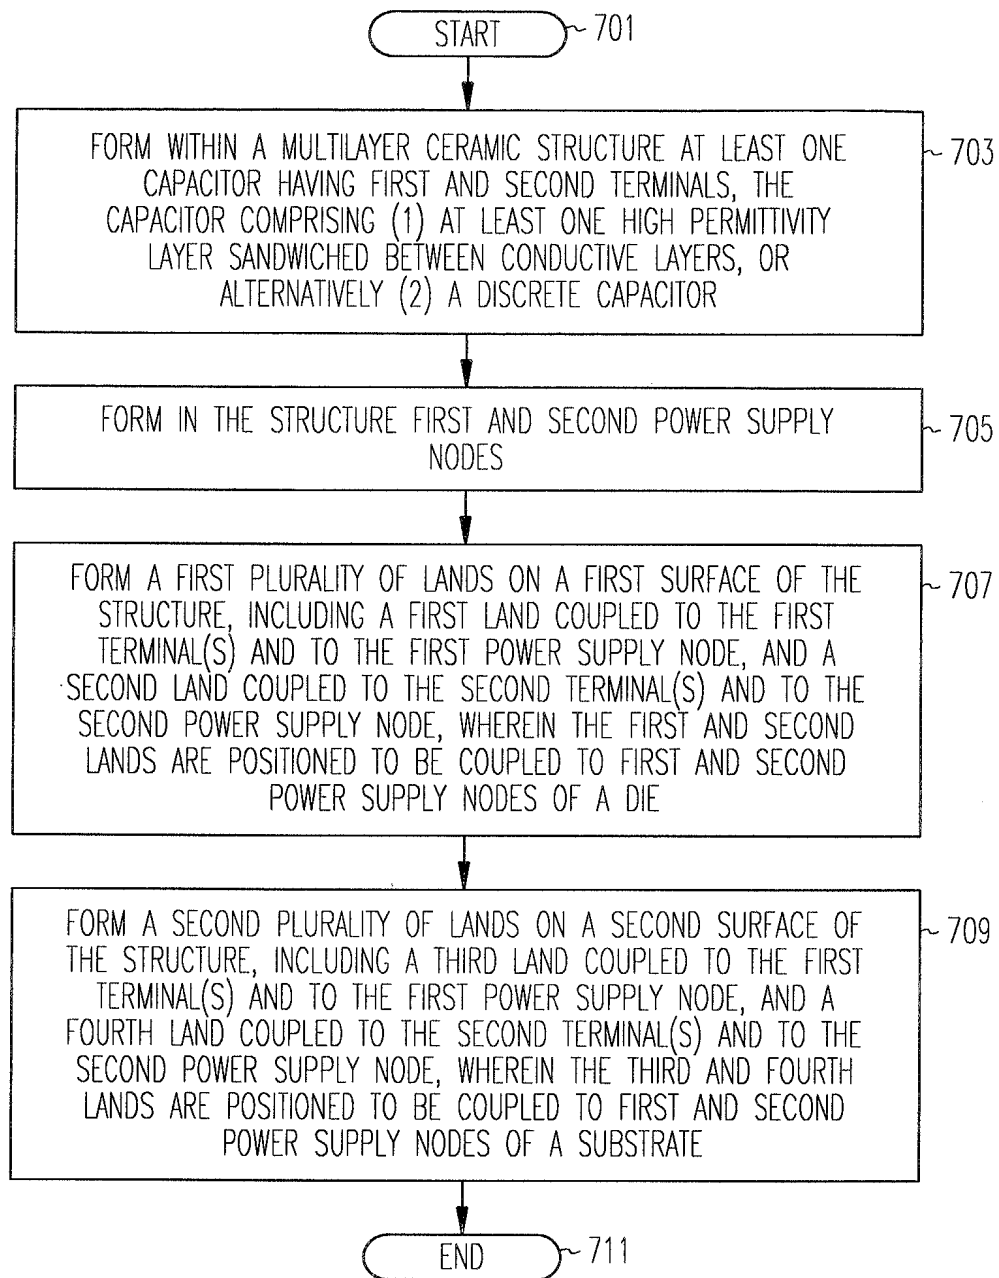 START
701
FORM WITHIN A MULTILAYER CERAMIC STRUCTURE AT LEAST ONE
CAPACITOR HAVING FIRST AND SECOND TERMINALS, THE
CAPACITOR COMPRISING (1) AT LEAST ONE HIGH PERMITTIVITY
LAYER SANDWICHED BETWEEN CONDUCTIVE LAYERS, OR
ALTERNATIVELY (2) A DISCRETE CAPACITOR
703
FORM IN THE STRUCTURE FIRST AND SECOND POWER SUPPLY
NODES
705
FORM A FIRST PLURALITY OF LANDS ON A FIRST SURFACE OF THE
STRUCTURE, INCLUDING A FIRST LAND COUPLED TO THE FIRST
TERMINAL(S) AND TO THE FIRST POWER SUPPLY NODE, AND A
SECOND LAND COUPLED TO THE SECOND TERMINAL(S) AND TO THE
SECOND POWER SUPPLY NODE, WHEREIN THE FIRST AND SECOND
LANDS ARE POSITIONED TO BE COUPLED TO FIRST AND SECOND
POWER SUPPLY NODES OF A DIE
707
FORM A SECOND PLURALITY OF LANDS ON A SECOND SURFACE OF
THE STRUCTURE, INCLUDING A THIRD LAND COUPLED TO THE FIRST
TERMINAL(S) AND TO THE FIRST POWER SUPPLY NODE, AND A
FOURTH LAND COUPLED TO THE SECOND TERMINAL(S) AND TO THE
SECOND POWER SUPPLY NODE, WHEREIN THE THIRD AND FOURTH
LANDS ARE POSITIONED TO BE COUPLED TO FIRST AND SECOND
POWER SUPPLY NODES OF A SUBSTRATE
709
END
711